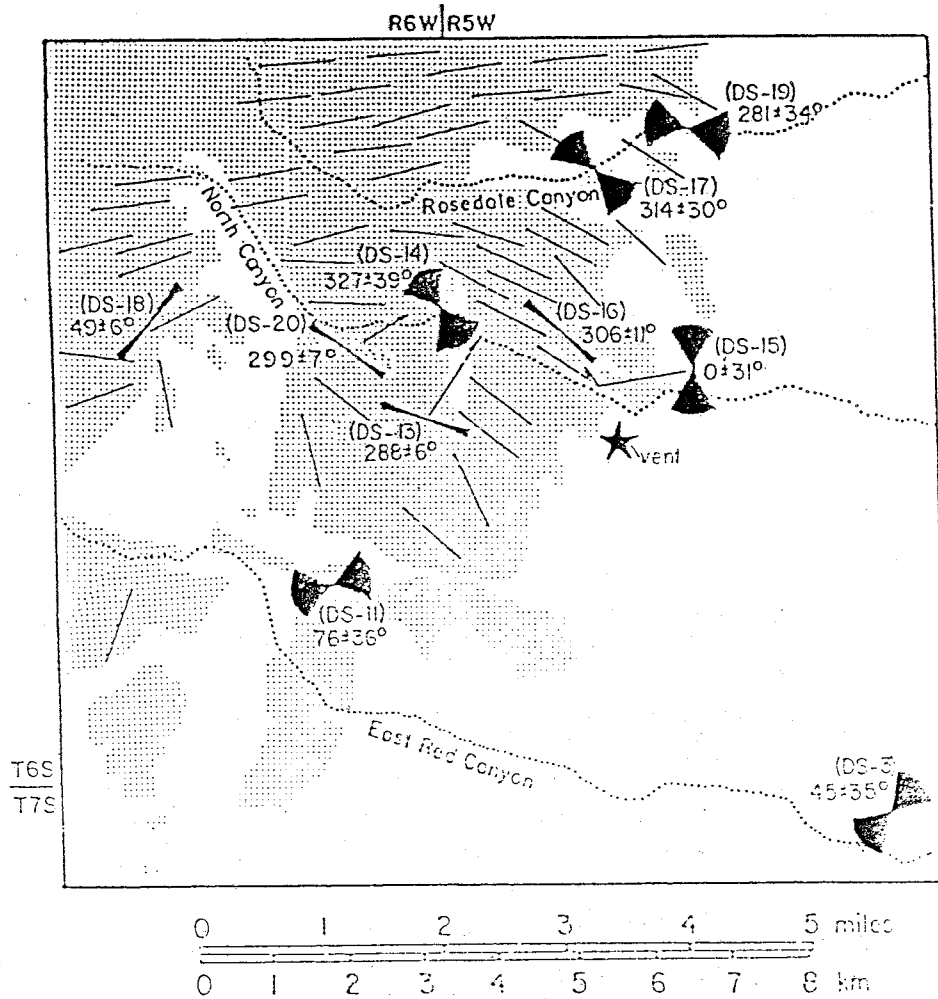 R6W R5W
(DS-19)
281±34°
(DS-17)
314±30°
Rosedale Canyon
North Canyon
(DS-14)
327±39°
(DS-18)
49±6°
(DS-20)
299±7°
(DS-16)
306±11°
(DS-15)
0±31°
(DS-13)
288±6°
vent
(DS-11)
76±36°
East Red Canyon
T6S
T7S
(DS-3)
45±35°
0 1 2 3 4 5 miles
0 1 2 3 4 5 6 7 8 km